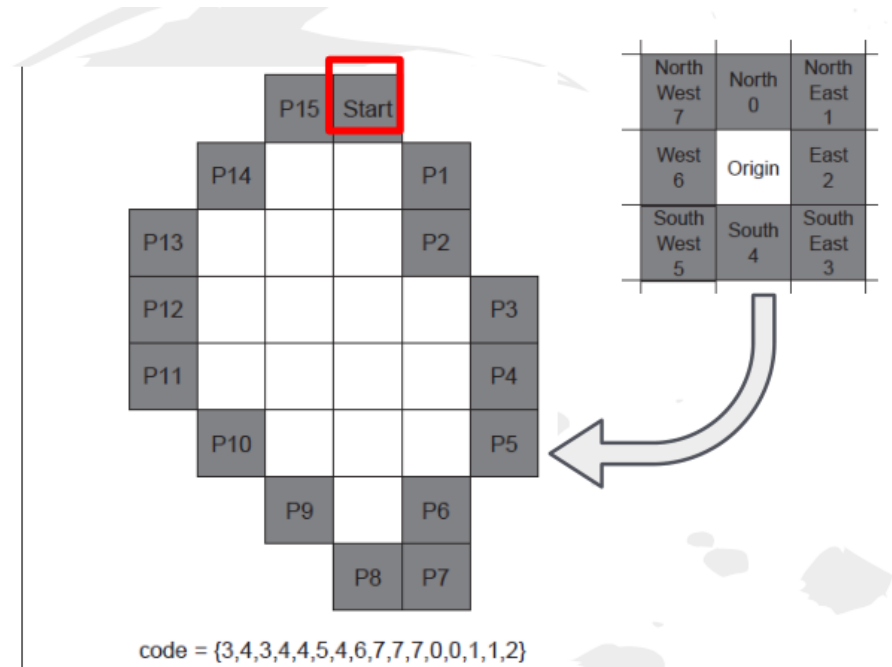 North West 7
North 0
North East 1
West 6
Origin
East 2
South West 5
South 4
South East 3
P15 Start
P14 P1
P13 P2
P12 P3
P11 P4
P10 P5
P9 P6
P8 P7
code = {3,4,3,4,4,5,4,6,7,7,7,0,0,1,1,2}